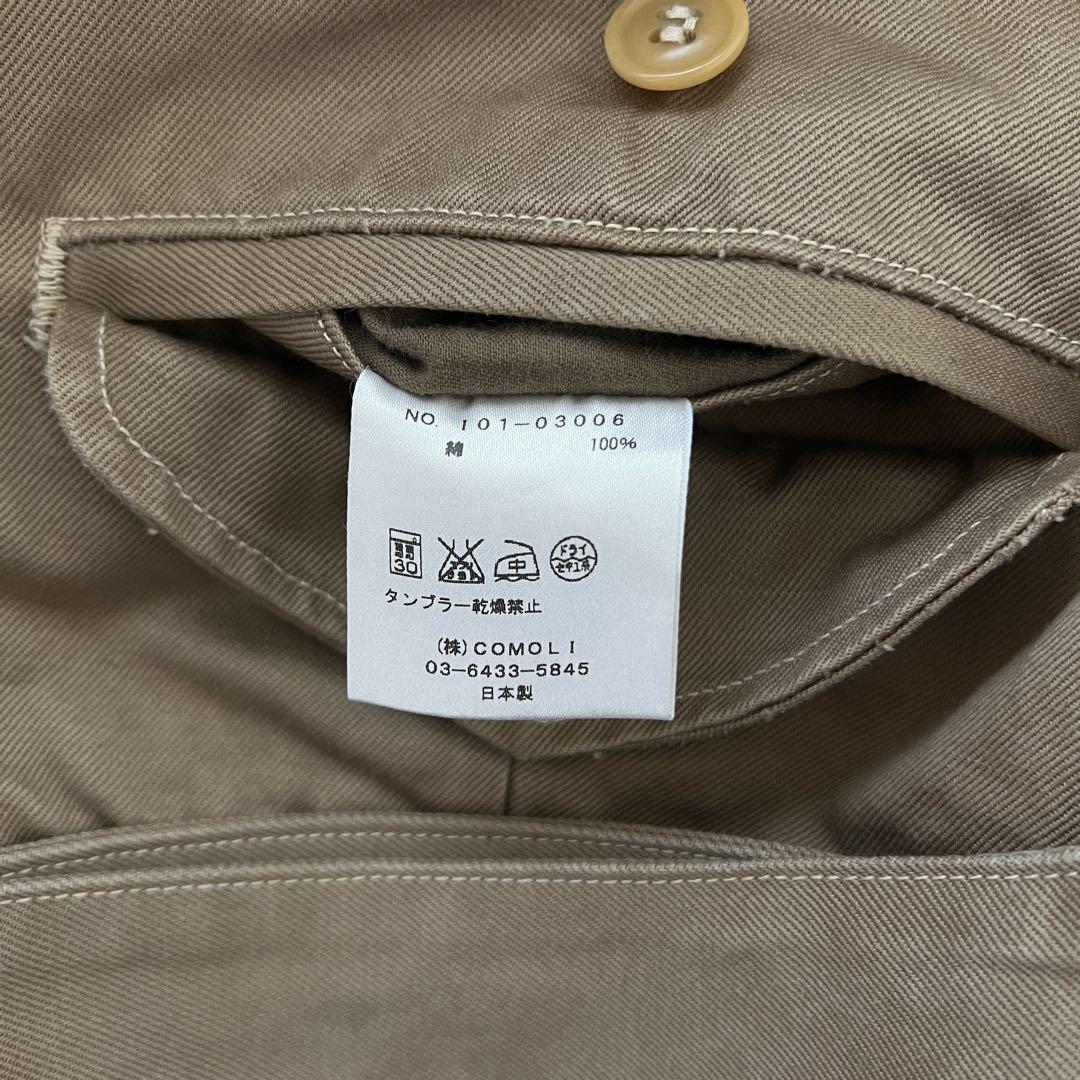 NO. I01-03006
綿 100%
30 中 ドライ
タンブラー乾燥禁止
(株)COMOLI
03-6433-5845
日本製